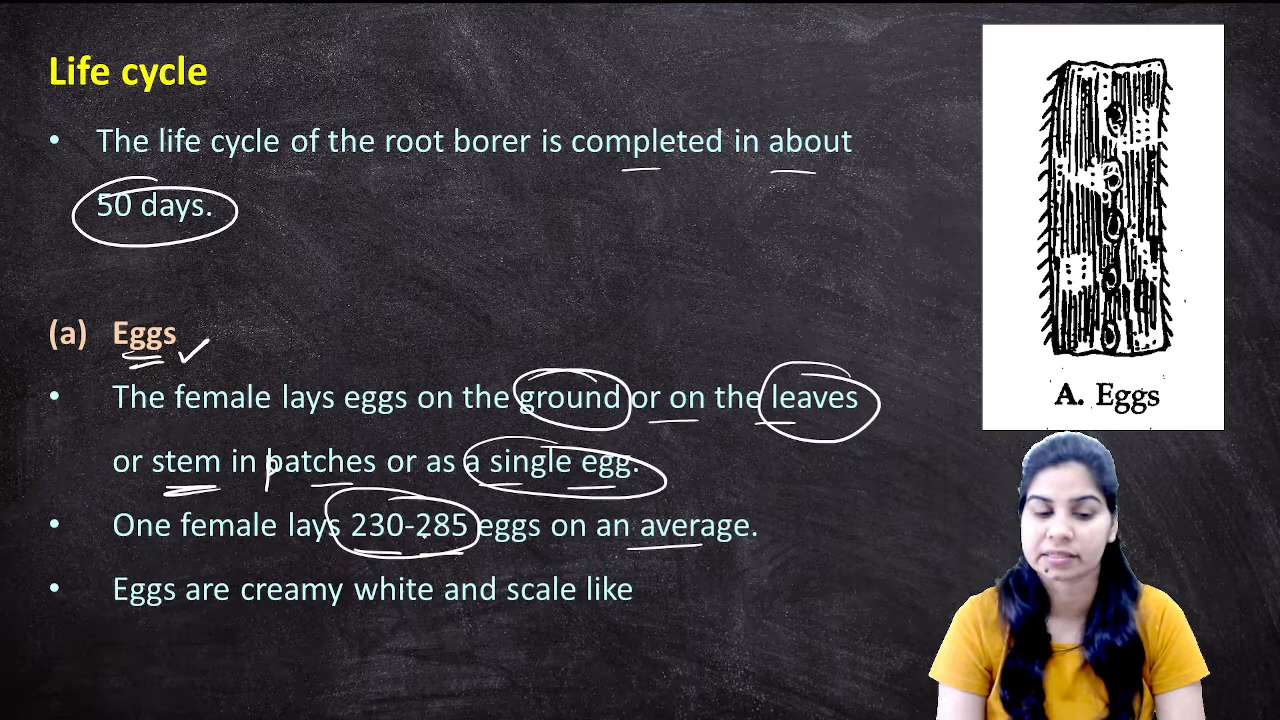 Life cycle
• The life cycle of the root borer is completed in about
50 days.
(a) Eggs
• The female lays eggs on the ground or on the leaves
or stem in patches or as a single egg.
• One female lays 230-285 eggs on an average.
• Eggs are creamy white and scale like
A. Eggs